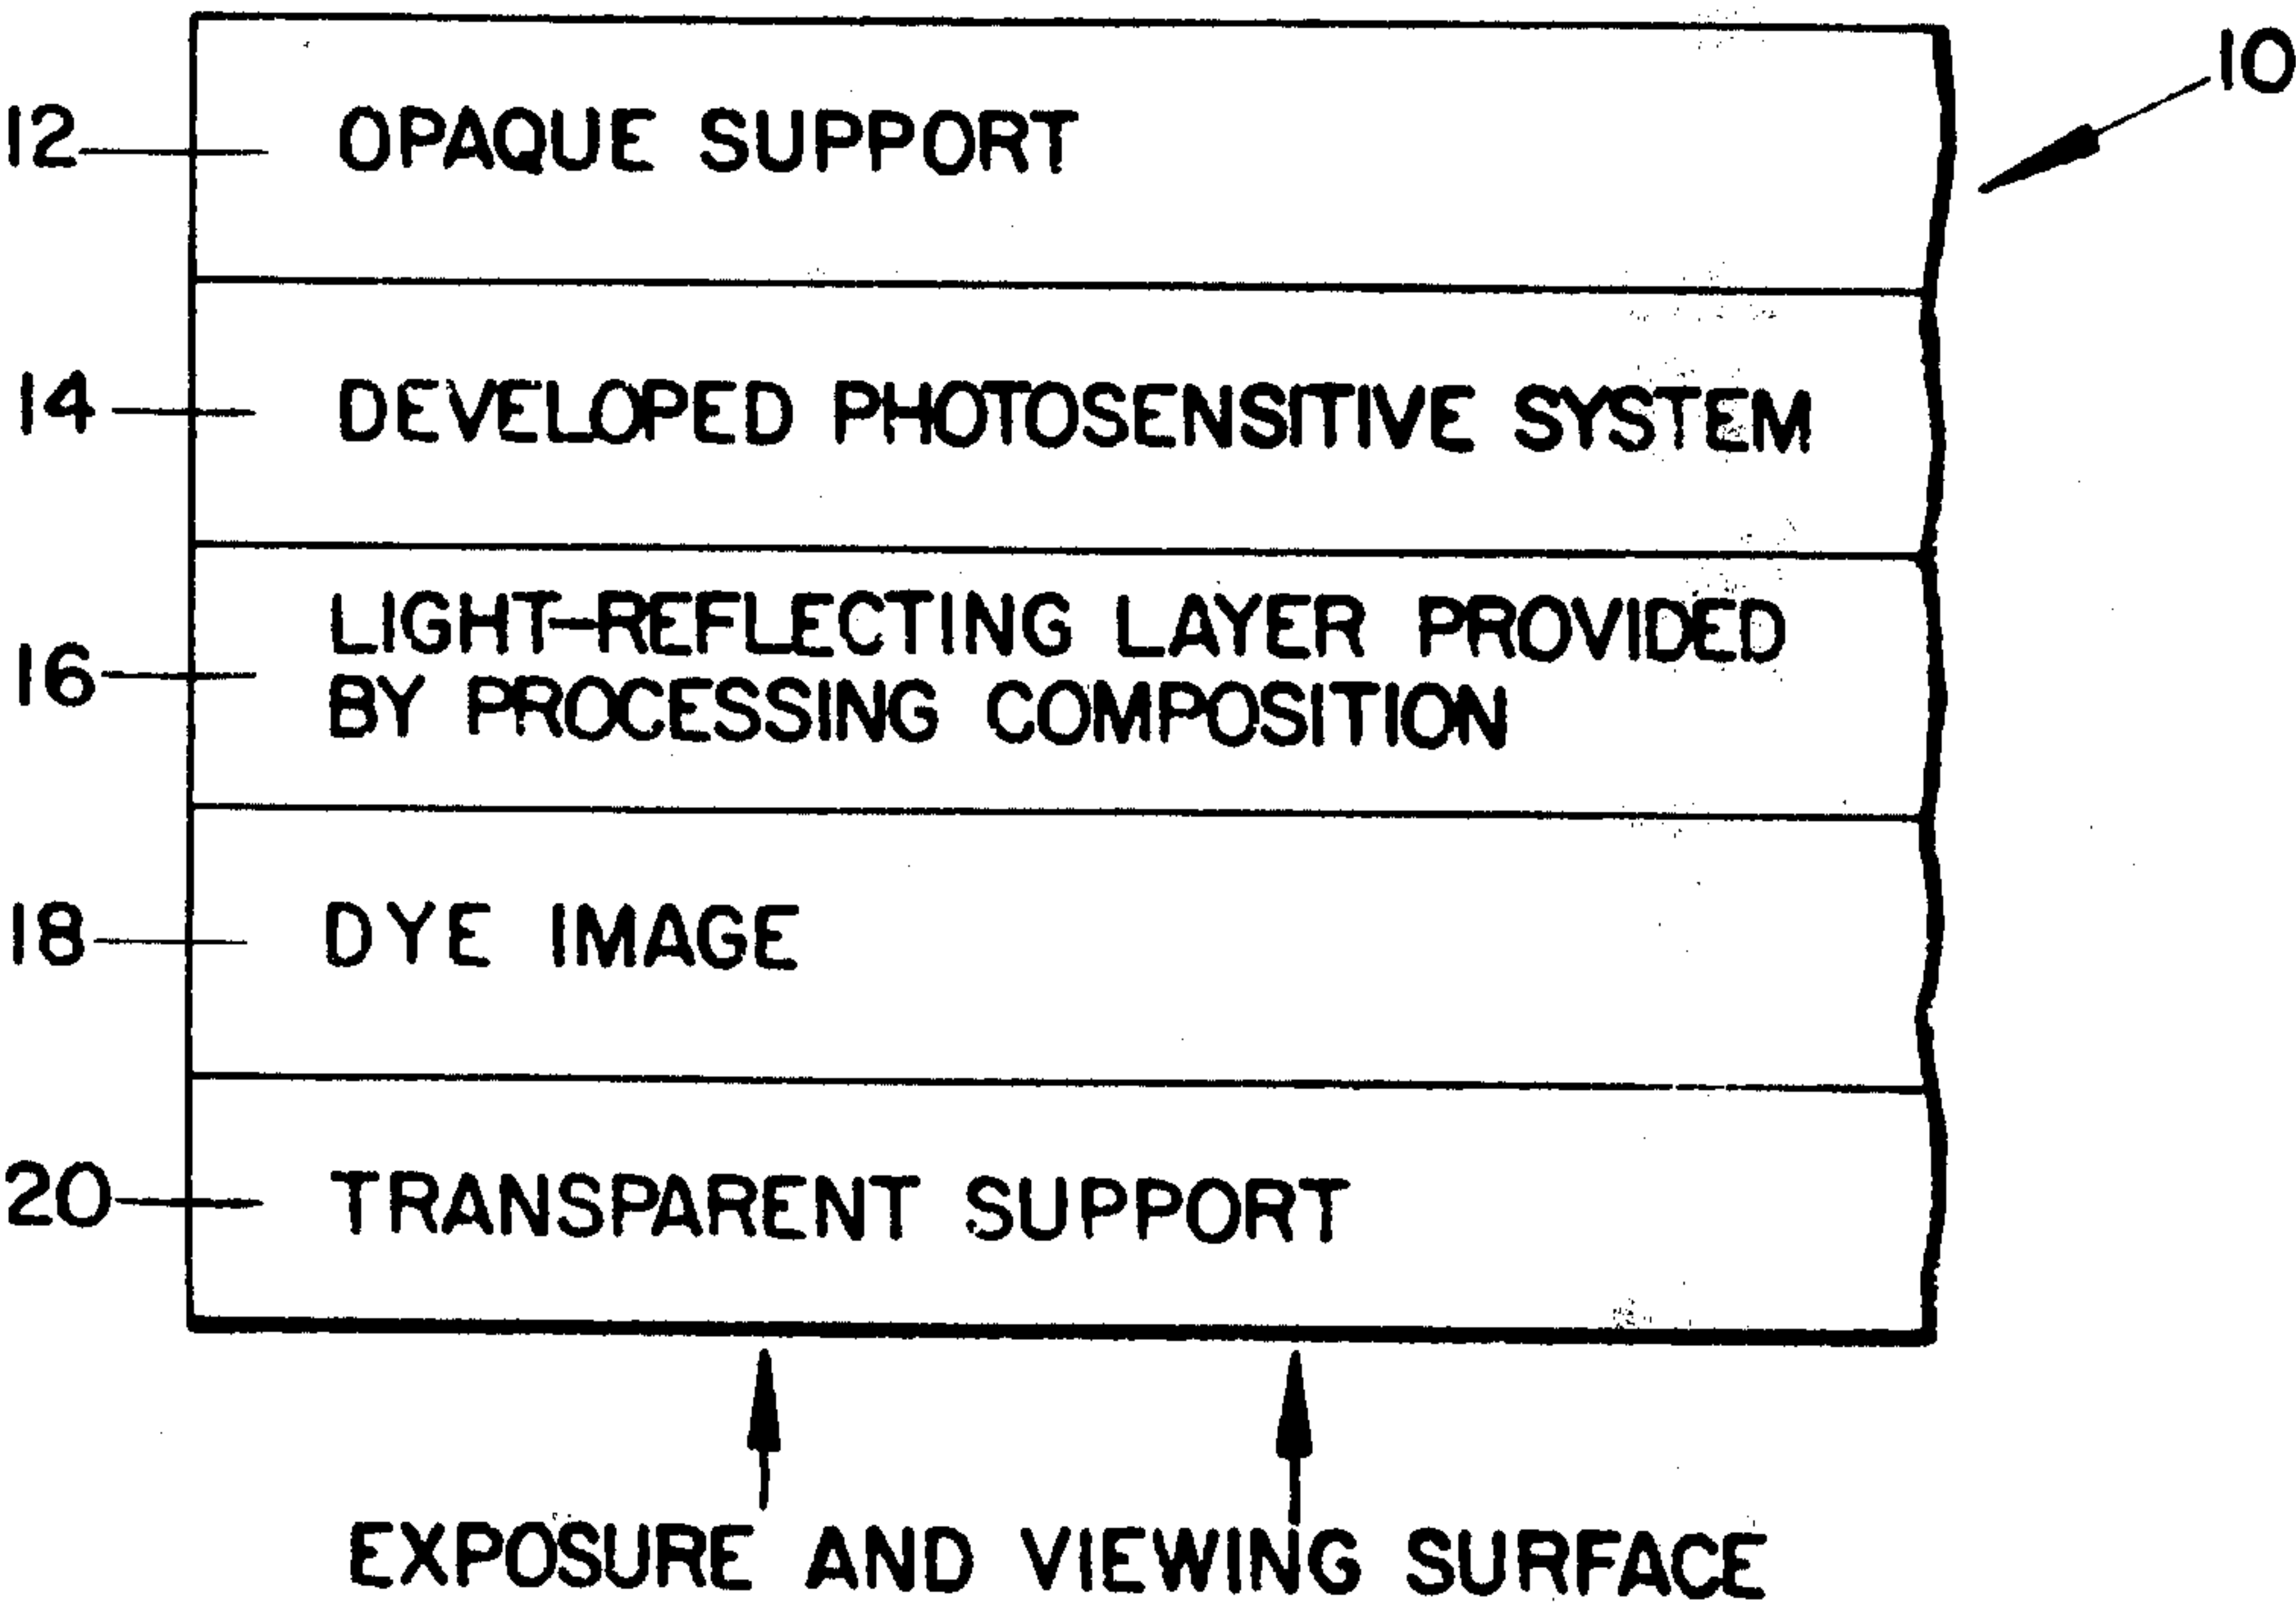 10
12 OPAQUE SUPPORT
14 DEVELOPED PHOTOSENSITIVE SYSTEM
LIGHT-REFLECTING LAYER PROVIDED
16 BY PROCESSING COMPOSITION
18 DYE IMAGE
20 TRANSPARENT SUPPORT
EXPOSURE AND VIEWING SURFACE